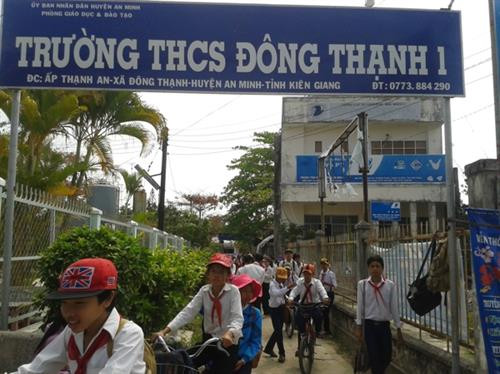 ỦY BAN NHÂN DÂN HUYỆN AN MINH
PHÒNG GIÁO DỤC & ĐÀO TẠO
TRƯỜNG THCS ĐÔNG THẠNH 1
ĐC: ẤP THẠNH AN-XÃ ĐÔNG THẠNH-HUYỆN AN MINH-TỈNH KIÊN GIANG
ĐT: 0773.884 290